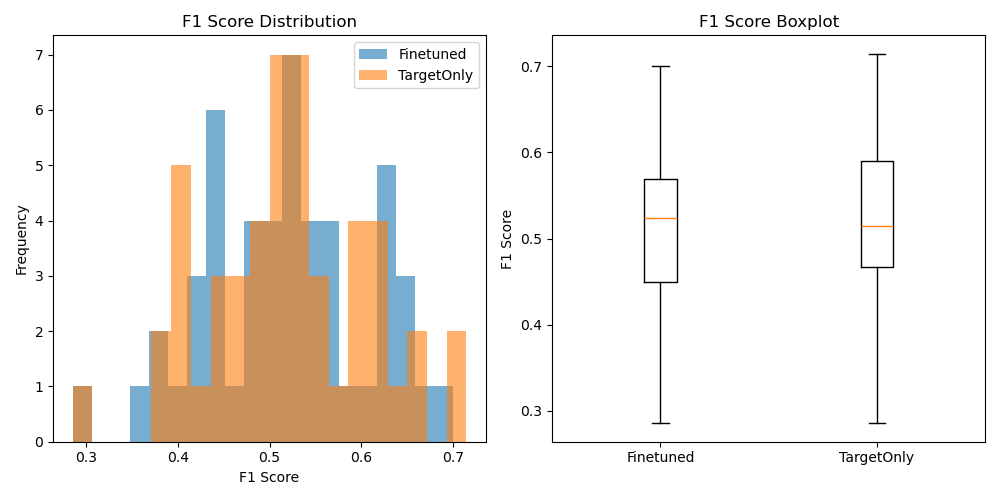 F1 Score Distribution
Finetuned
TargetOnly
7
6
5
4
3
2
1
0
Frequency
0.3 0.4 0.5 0.6 0.7
F1 Score
F1 Score Boxplot
0.7
0.6
0.5
0.4
0.3
F1 Score
Finetuned TargetOnly